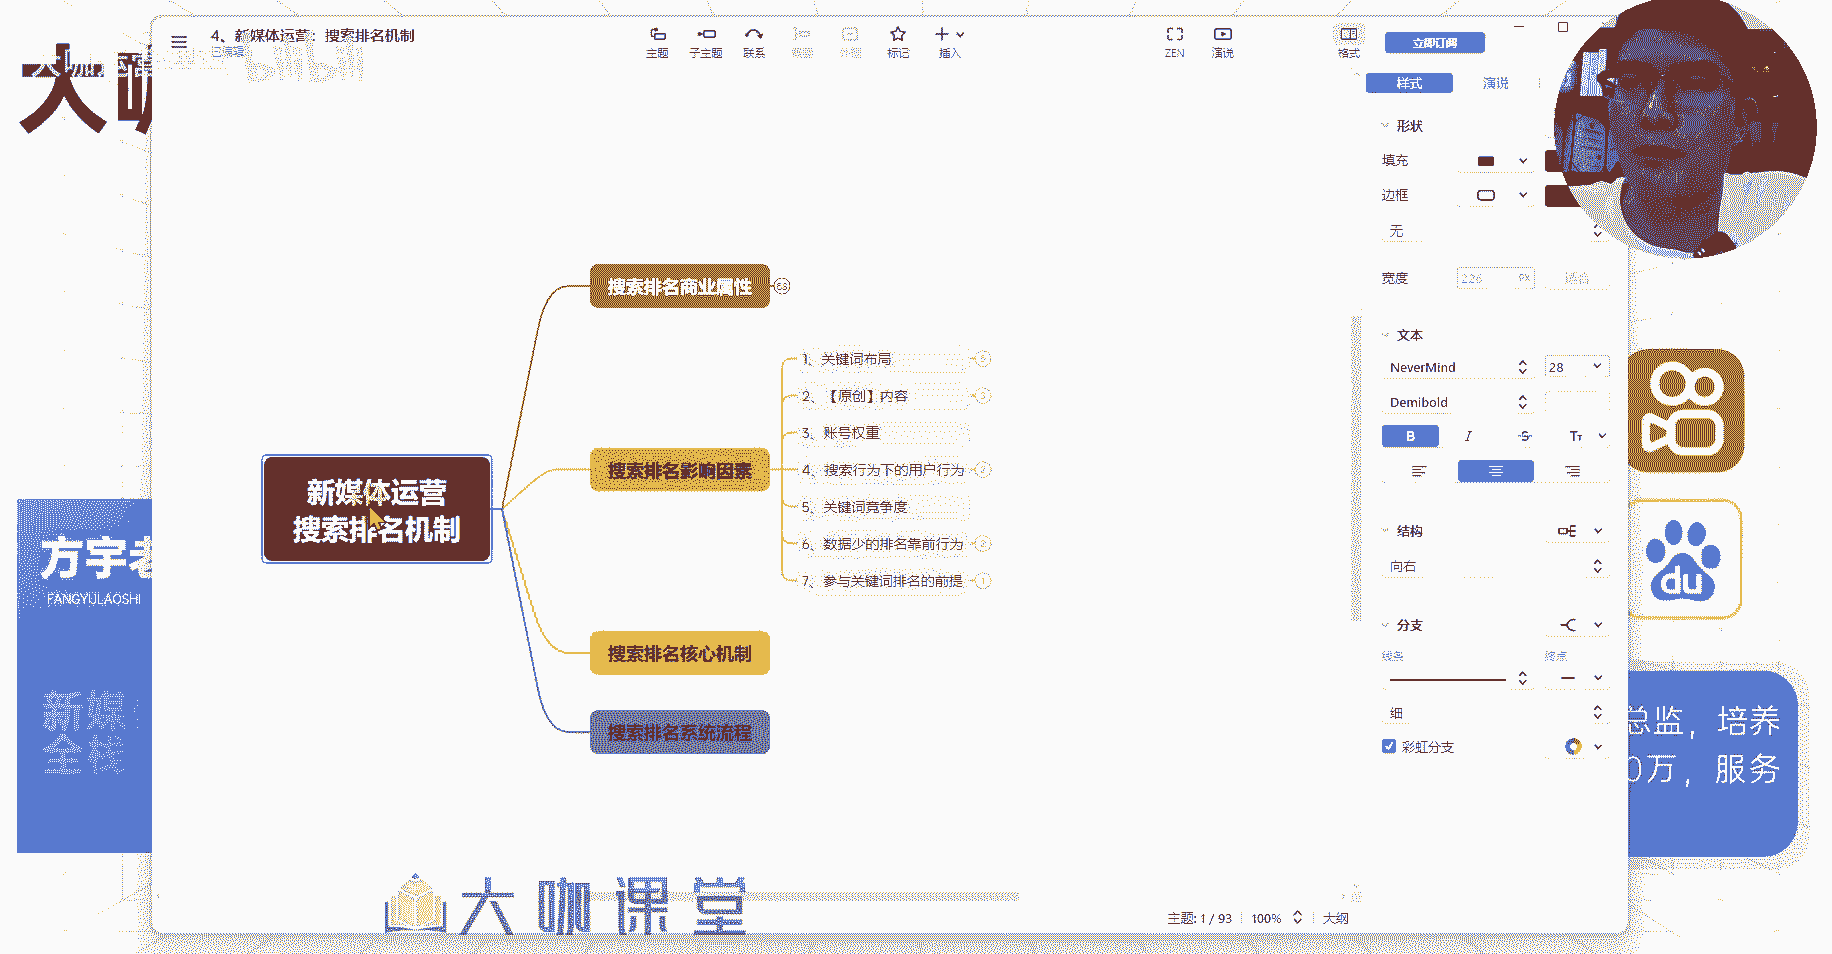 4、新媒体运营：搜索排名机制
已编辑
主题
子主题
联系
概要
外框
标记
插入
ZEN
演说
格式
立即订阅
样式
演说
形状
填充
边框
无
宽度
226
px
文本
NeverMind
28
Demibold
B
I
S
Tт
结构
向右
分支
线条
终点
细
彩虹分支
新媒体运营
搜索排名机制
搜索排名商业属性
搜索排名影响因素
1、关键词布局
2、【原创】内容
3、账号权重
4、搜索行为下的用户行为
5、关键词竞争度
6、数据少的排名靠前行为
7、参与关键词排名的前提
搜索排名核心机制
搜索排名系统流程
主题: 1 / 93
100%
大纲
大咖课堂
大咖
bilibili
方宇老
FANGYULAOSHI
新媒
全栈
du
总监，培养
0万，服务